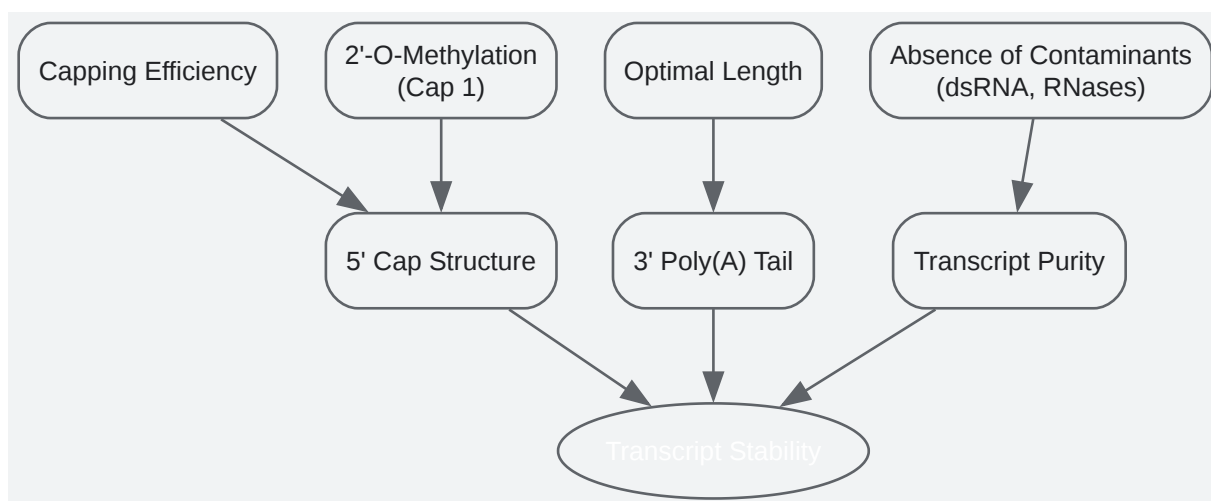 Capping Efficiency
2'-O-Methylation
(Cap 1)
Optimal Length
Absence of Contaminants
(dsRNA, RNases)
5' Cap Structure
3' Poly(A) Tail
Transcript Purity
Transcript Stability